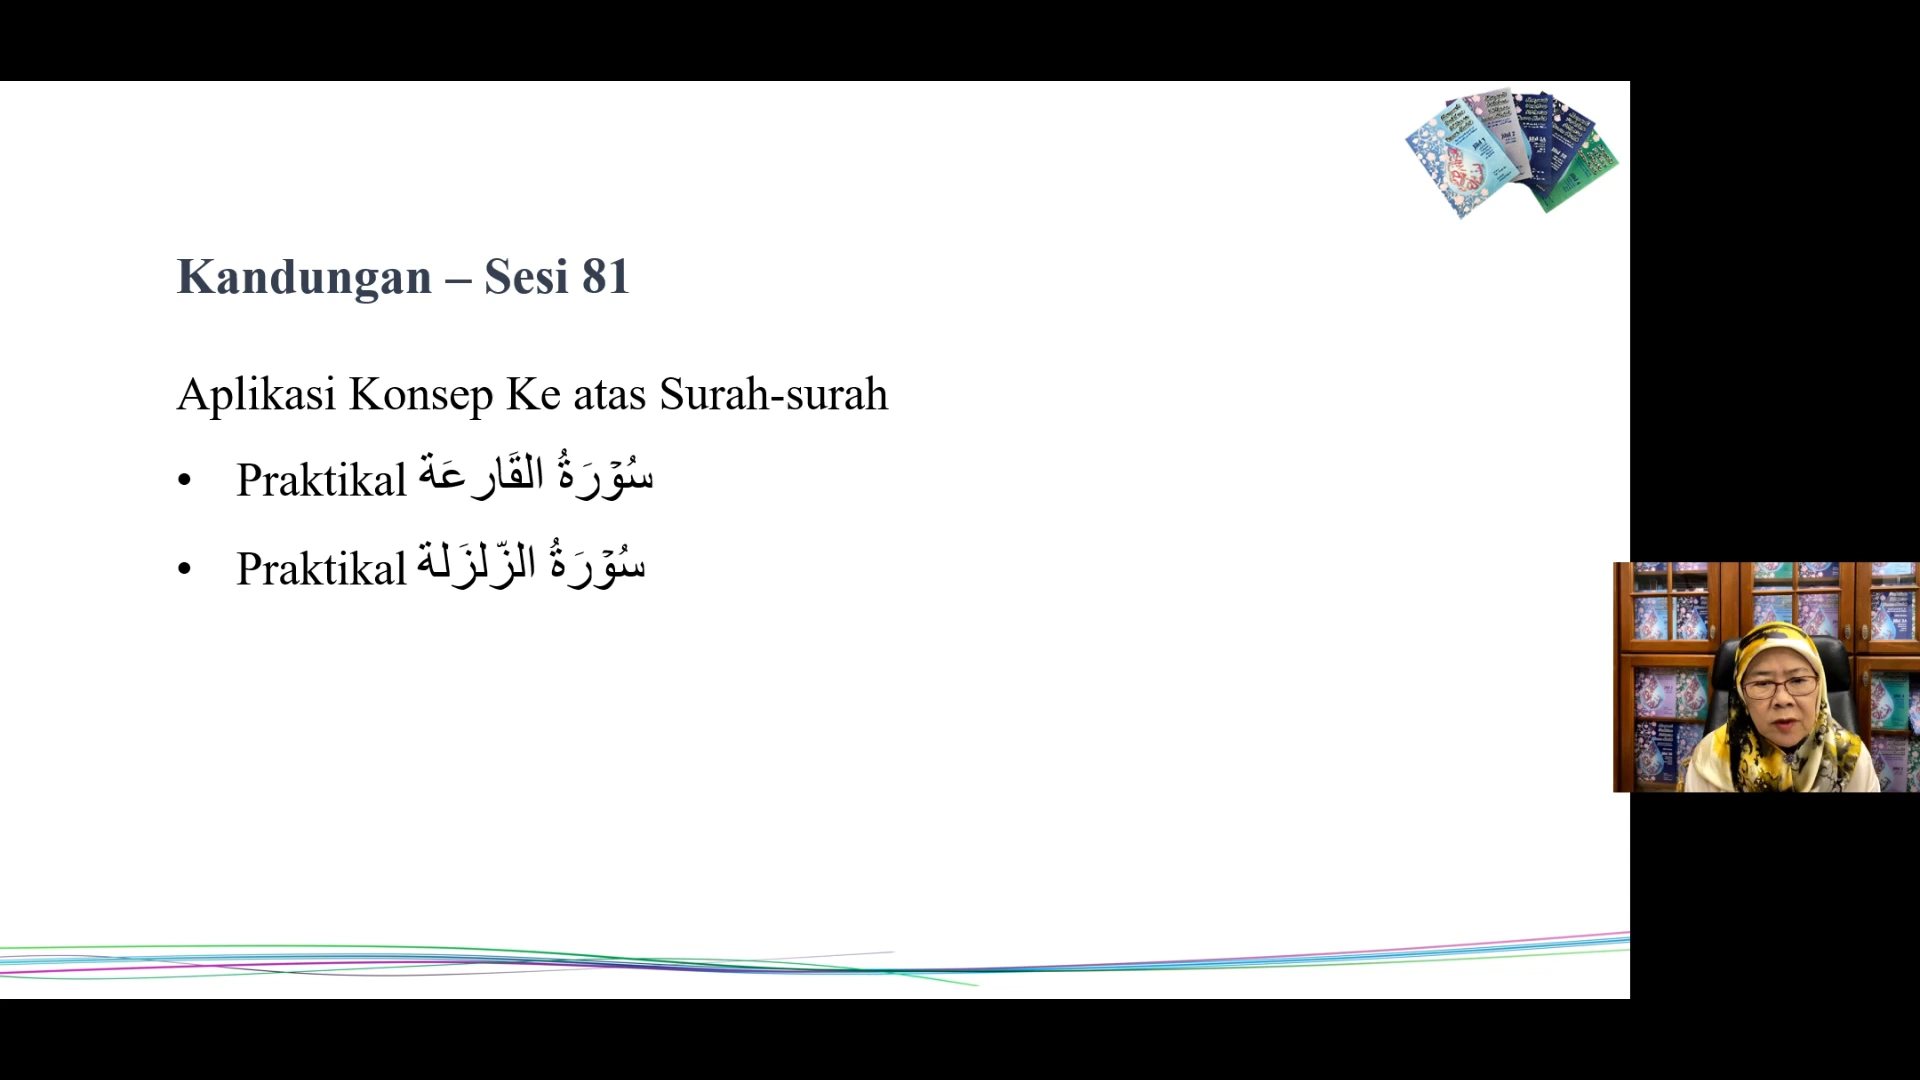 Kandungan – Sesi 81
Aplikasi Konsep Ke atas Surah-surah
• Praktikal سُوْرَةُ القَارعَة
• Praktikal سُوْرَةُ الزّلزَلة